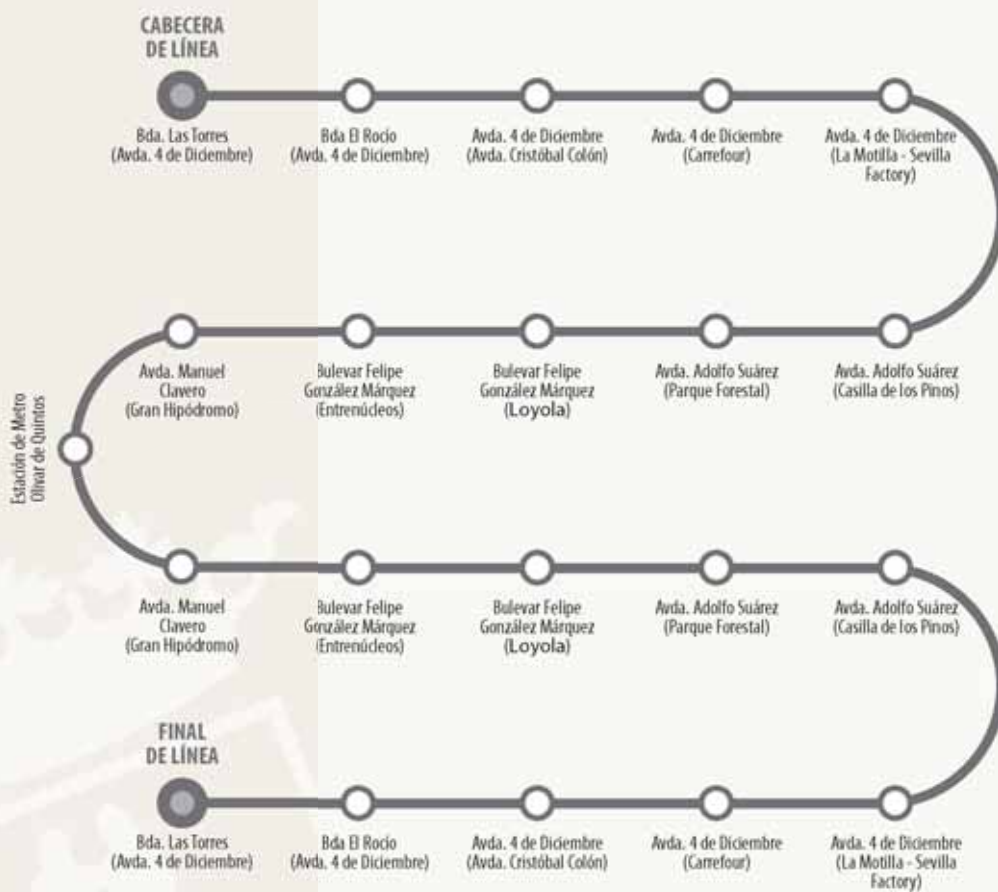 CABECERA
DE LÍNEA
Bda. Las Torres
(Avda. 4 de Diciembre)
Bda El Rocío
(Avda. 4 de Diciembre)
Avda. 4 de Diciembre
(Avda. Cristóbal Colón)
Avda. 4 de Diciembre
(Carrefour)
Avda. 4 de Diciembre
(La Motilla - Sevilla
Factory)
Avda. Manuel
Clavero
(Gran Hipódromo)
Bulevar Felipe
González Márquez
(Entrenúcleos)
Bulevar Felipe
González Márquez
(Loyola)
Avda. Adolfo Suárez
(Parque Forestal)
Avda. Adolfo Suárez
(Casilla de los Pinos)
Estación de Metro
Olivar de Quintos
Avda. Manuel
Clavero
(Gran Hipódromo)
Bulevar Felipe
González Márquez
(Entrenúcleos)
Bulevar Felipe
González Márquez
(Loyola)
Avda. Adolfo Suárez
(Parque Forestal)
Avda. Adolfo Suárez
(Casilla de los Pinos)
FINAL
DE LÍNEA
Bda. Las Torres
(Avda. 4 de Diciembre)
Bda El Rocío
(Avda. 4 de Diciembre)
Avda. 4 de Diciembre
(Avda. Cristóbal Colón)
Avda. 4 de Diciembre
(Carrefour)
Avda. 4 de Diciembre
(La Motilla - Sevilla
Factory)